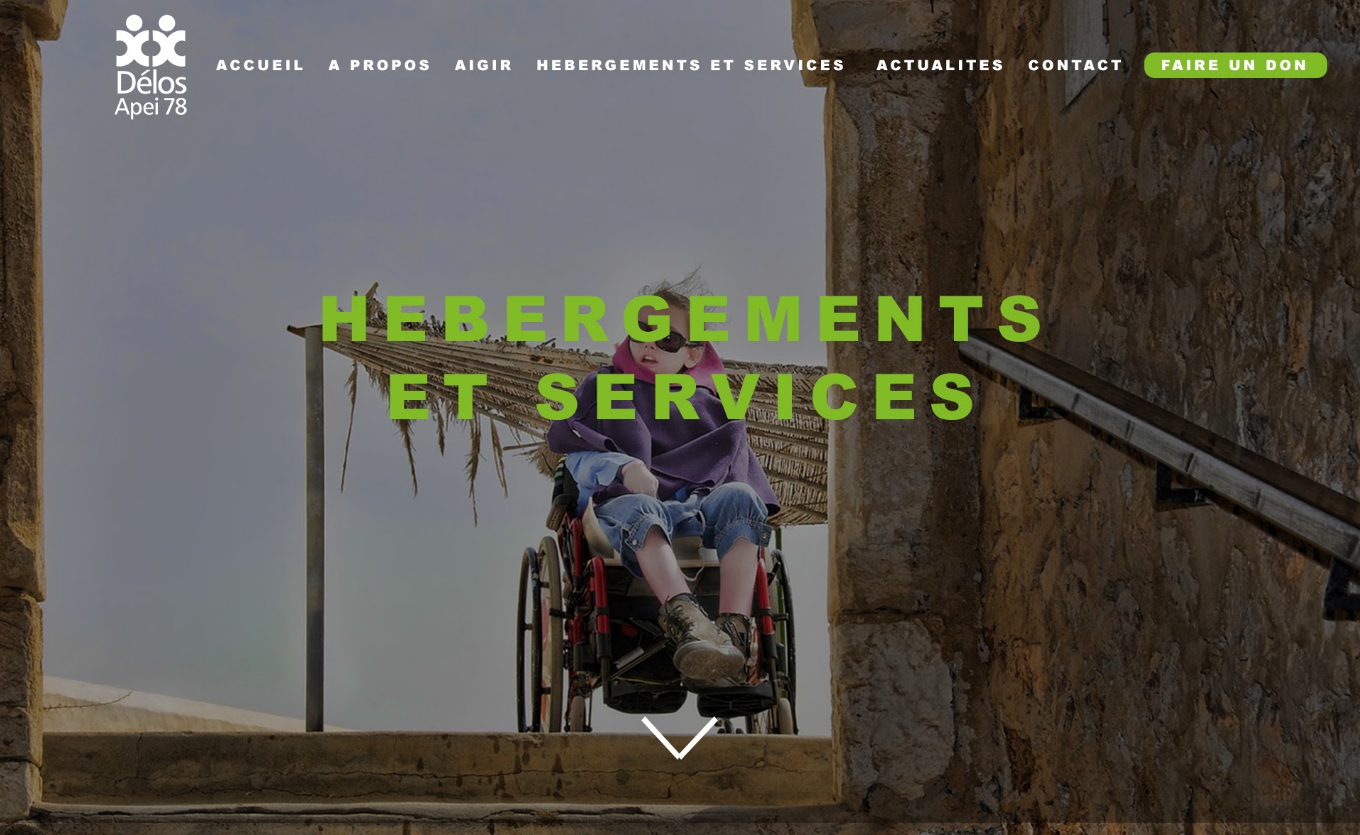 Délos
Apei 78
ACCUEIL A PROPOS AIGIR HEBERGEMENTS ET SERVICES ACTUALITES CONTACT FAIRE UN DON
HEBERGEMENTS
ET SERVICES